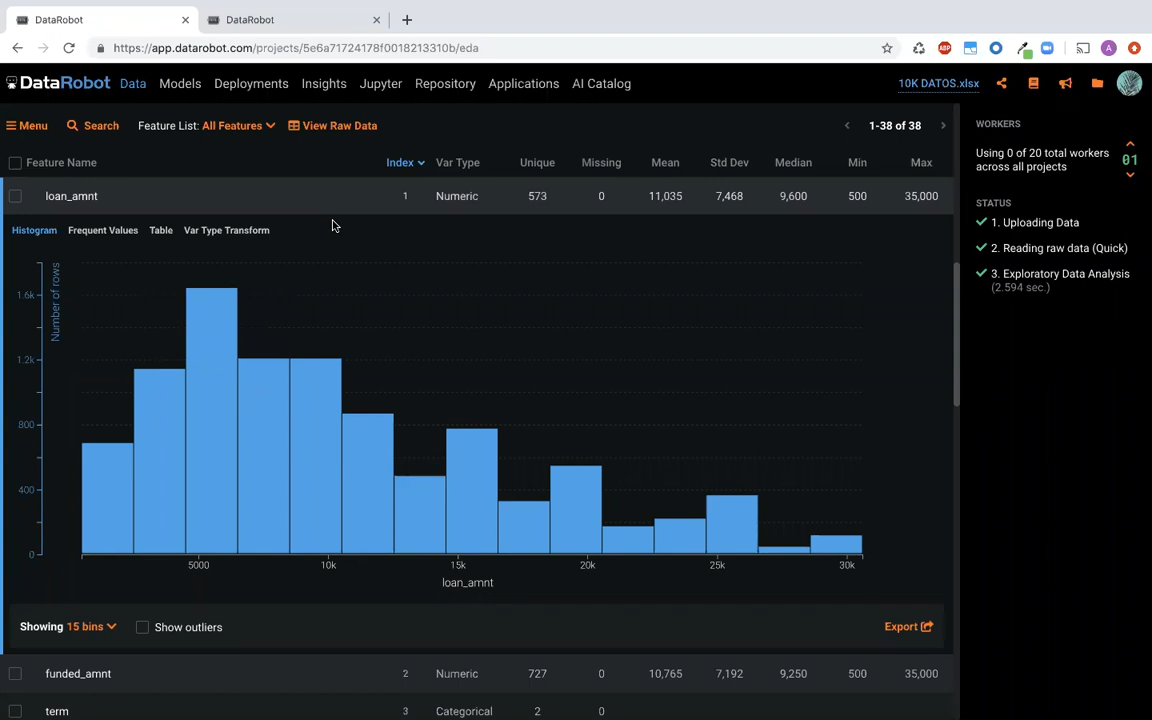 DataRobot
DataRobot
https://app.datarobot.com/projects/5e6a71724178f0018213310b/eda
ABP
A
DataRobot Data Models Deployments Insights Jupyter Repository Applications AI Catalog 10K DATOS.xlsx
Menu Search Feature List: All Features View Raw Data 1-38 of 38
Feature Name Index Var Type Unique Missing Mean Std Dev Median Min Max
loan_amnt 1 Numeric 573 0 11,035 7,468 9,600 500 35,000
Histogram Frequent Values Table Var Type Transform
Number of rows
1.6k
1.2k
800
400
0
5000 10k 15k 20k 25k 30k
loan_amnt
Showing 15 bins Show outliers Export
funded_amnt 2 Numeric 727 0 10,765 7,192 9,250 500 35,000
term 3 Categorical 2 0
WORKERS
Using 0 of 20 total workers
across all projects
01
STATUS
1. Uploading Data
2. Reading raw data (Quick)
3. Exploratory Data Analysis
(2.594 sec.)